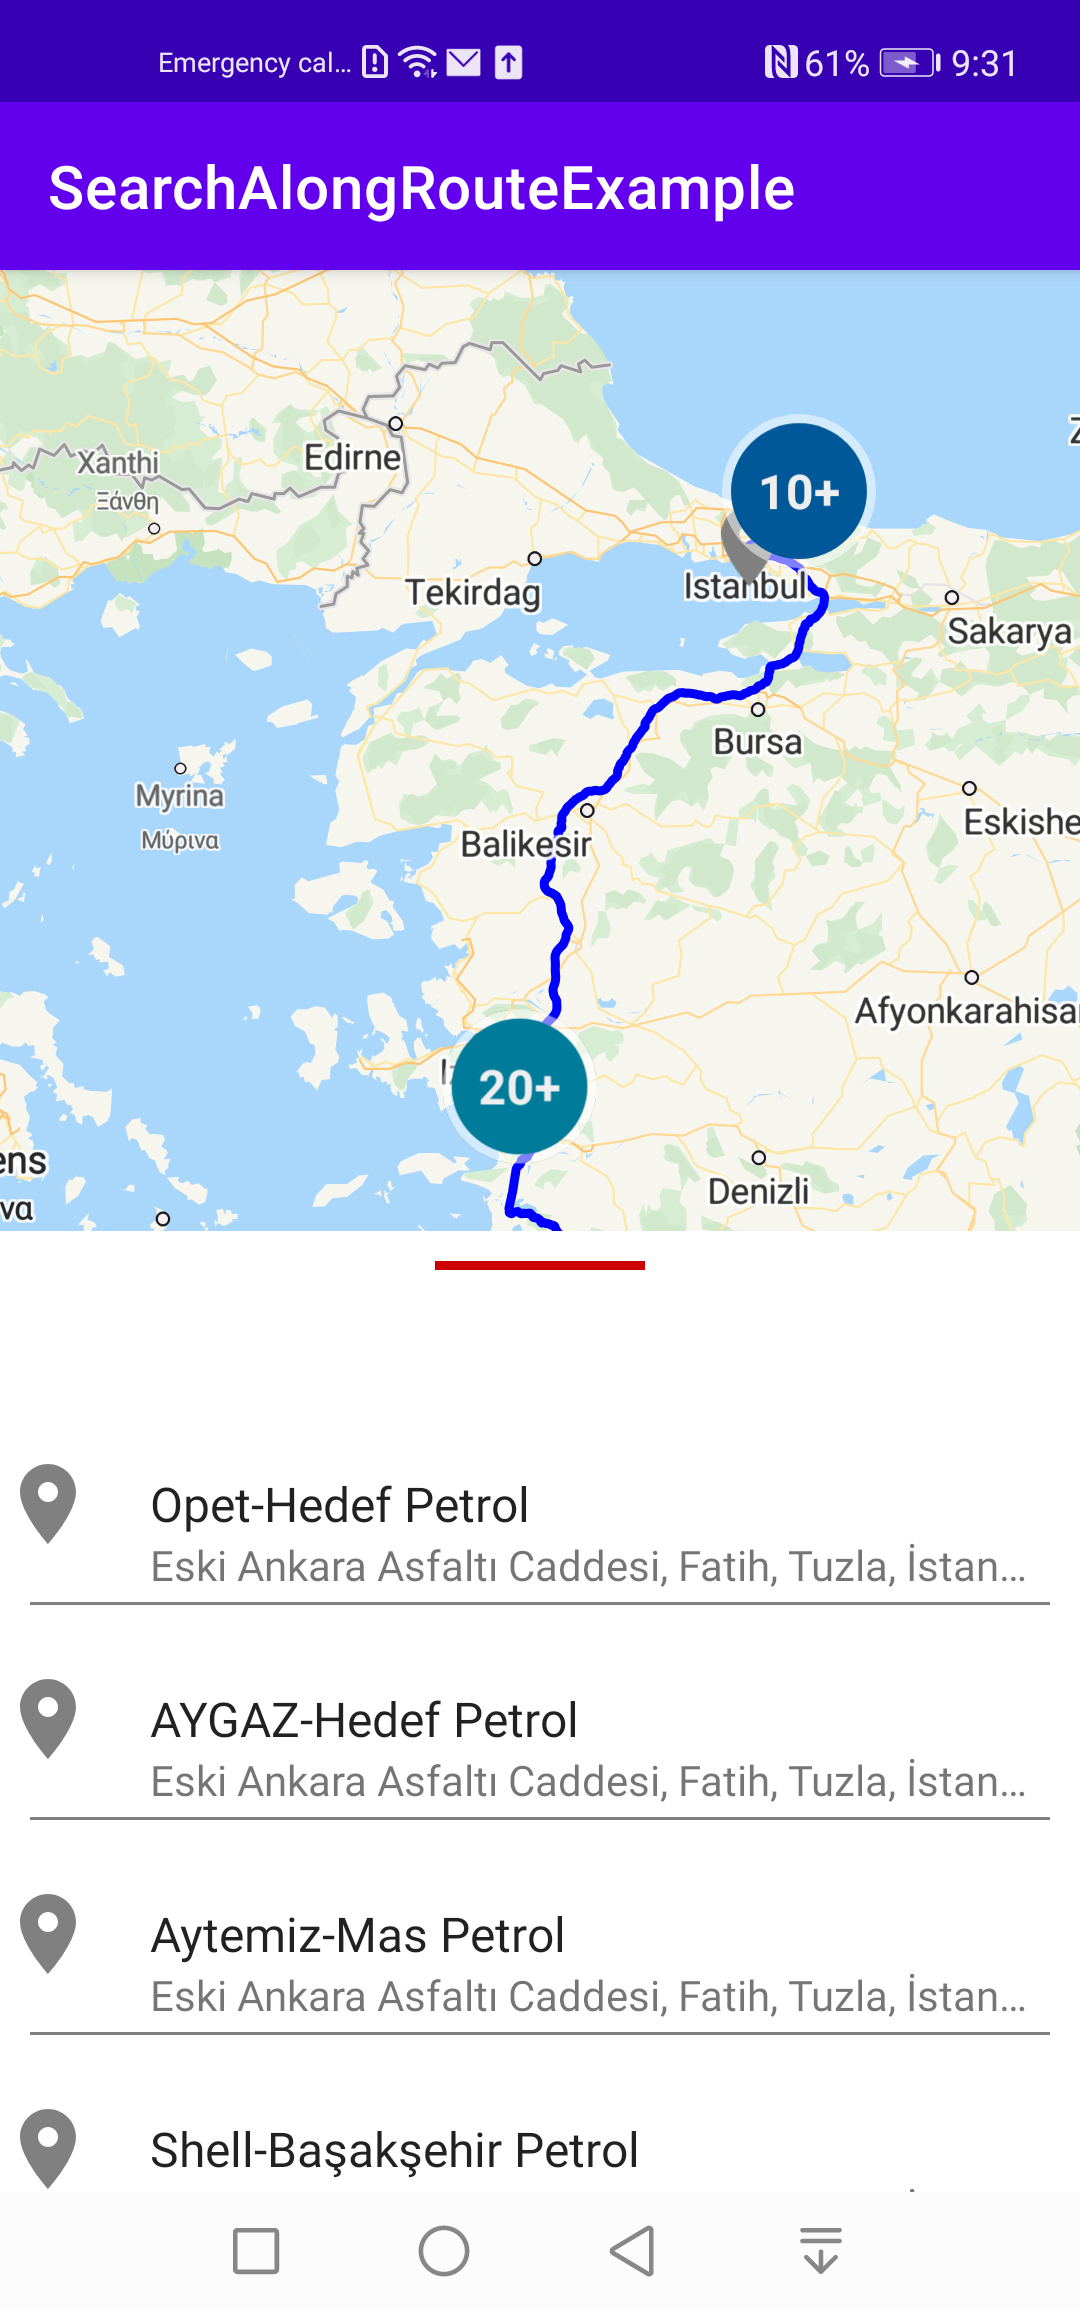 Emergency cal... 61% 9:31
SearchAlongRouteExample
Edirne
Xanthi
Ξάνθη
10+
Tekirdag
Istanbul
Sakarya
Bursa
Myrina
Μύρινα
Balikesir
Eskishe
Afyonkarahisar
20+
ens
να
Denizli
Opet-Hedef Petrol
Eski Ankara Asfaltı Caddesi, Fatih, Tuzla, İstan...
AYGAZ-Hedef Petrol
Eski Ankara Asfaltı Caddesi, Fatih, Tuzla, İstan...
Aytemiz-Mas Petrol
Eski Ankara Asfaltı Caddesi, Fatih, Tuzla, İstan...
Shell-Başakşehir Petrol